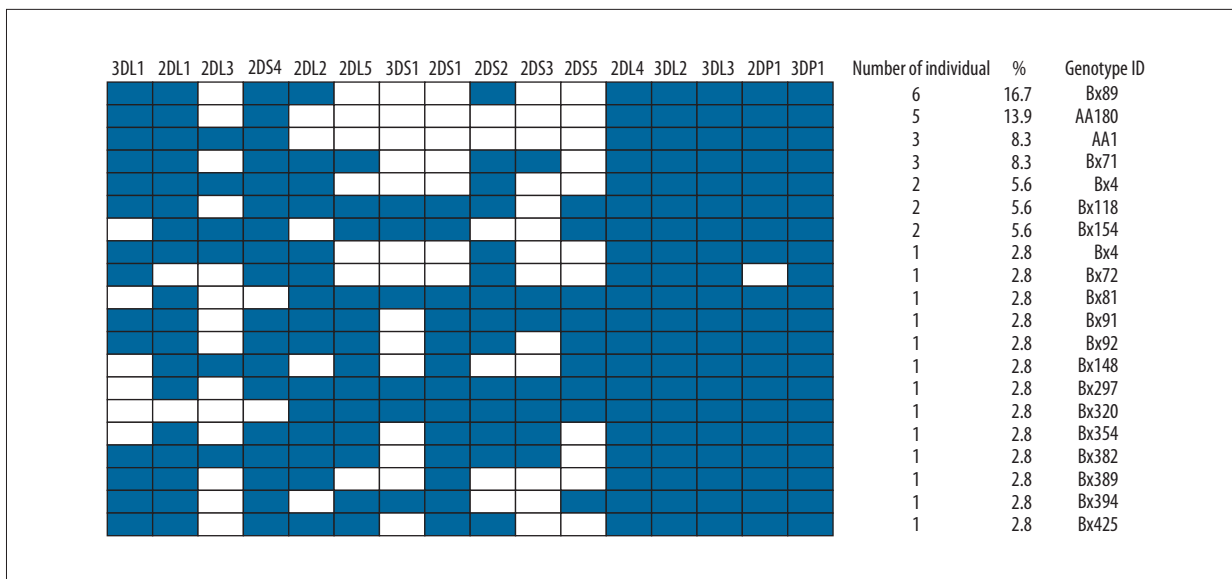 3DL1 2DL1 2DL3 2DS4 2DL2 2DL5 3DS1 2DS1 2DS2 2DS3 2DS5 2DL4 3DL2 3DL3 2DP1 3DP1 Number of individual % Genotype ID
6 16.7 Bx89
5 13.9 AA180
3 8.3 AA1
3 8.3 Bx71
2 5.6 Bx4
2 5.6 Bx118
2 5.6 Bx154
1 2.8 Bx4
1 2.8 Bx72
1 2.8 Bx81
1 2.8 Bx91
1 2.8 Bx92
1 2.8 Bx148
1 2.8 Bx297
1 2.8 Bx320
1 2.8 Bx354
1 2.8 Bx382
1 2.8 Bx389
1 2.8 Bx394
1 2.8 Bx425